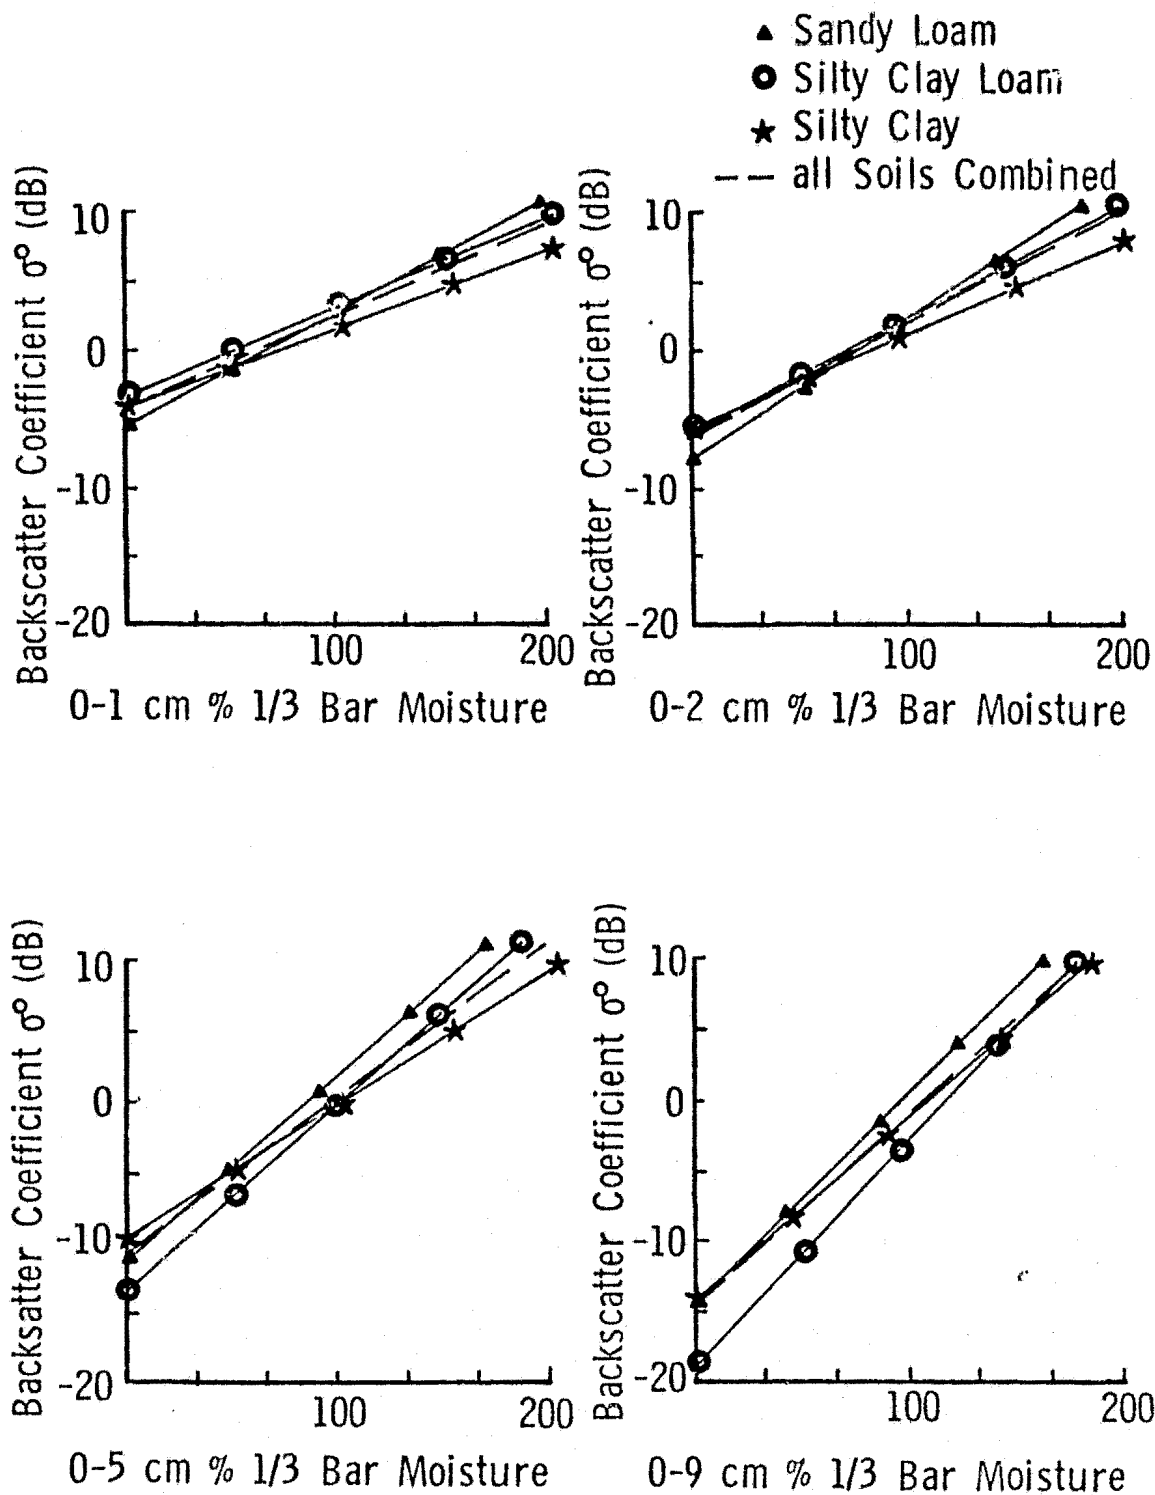 Sandy Loam
Silty Clay Loam
Silty Clay
all Soils Combined
Backscatter Coefficient σ° (dB)
10
0
-10
-20
100
200
0-1 cm % 1/3 Bar Moisture
Backscatter Coefficient σ° (dB)
10
0
-10
-20
100
200
0-2 cm % 1/3 Bar Moisture
Backsatter Coefficient σ° (dB)
10
0
-10
-20
100
200
0-5 cm % 1/3 Bar Moisture
Backscatter Coefficient σ° (dB)
10
0
-10
-20
100
200
0-9 cm % 1/3 Bar Moisture